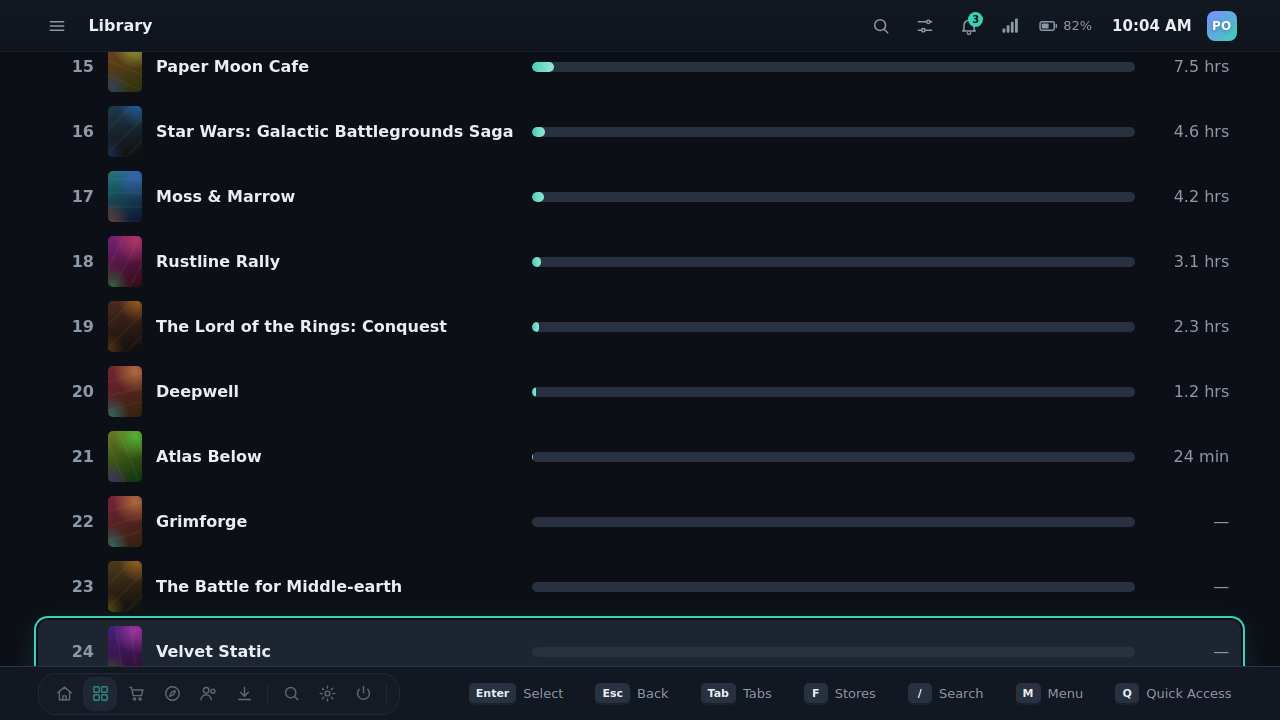 Library
3
82%
10:04 AM
PO
15 Paper Moon Cafe 7.5 hrs
16 Star Wars: Galactic Battlegrounds Saga 4.6 hrs
17 Moss & Marrow 4.2 hrs
18 Rustline Rally 3.1 hrs
19 The Lord of the Rings: Conquest 2.3 hrs
20 Deepwell 1.2 hrs
21 Atlas Below 24 min
22 Grimforge —
23 The Battle for Middle-earth —
24 Velvet Static —
Enter Select Esc Back Tab Tabs F Stores / Search M Menu Q Quick Access